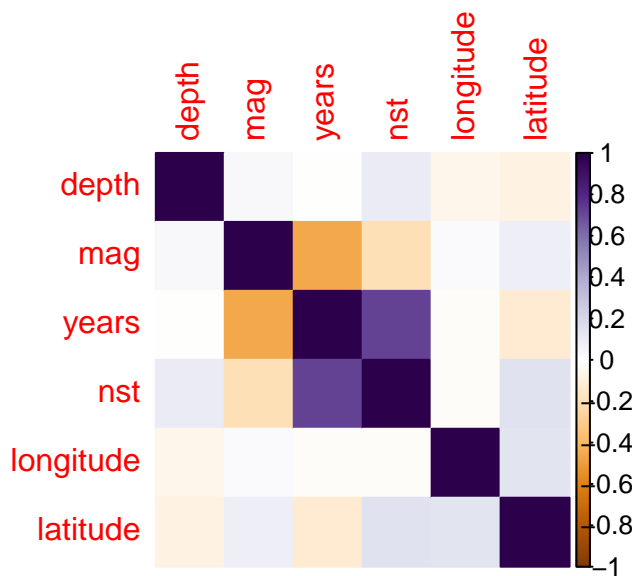 depth
mag
years
nst
longitude
latitude
depth
mag
years
nst
longitude
latitude
1
0.8
0.6
0.4
0.2
0
−0.2
−0.4
−0.6
−0.8
−1